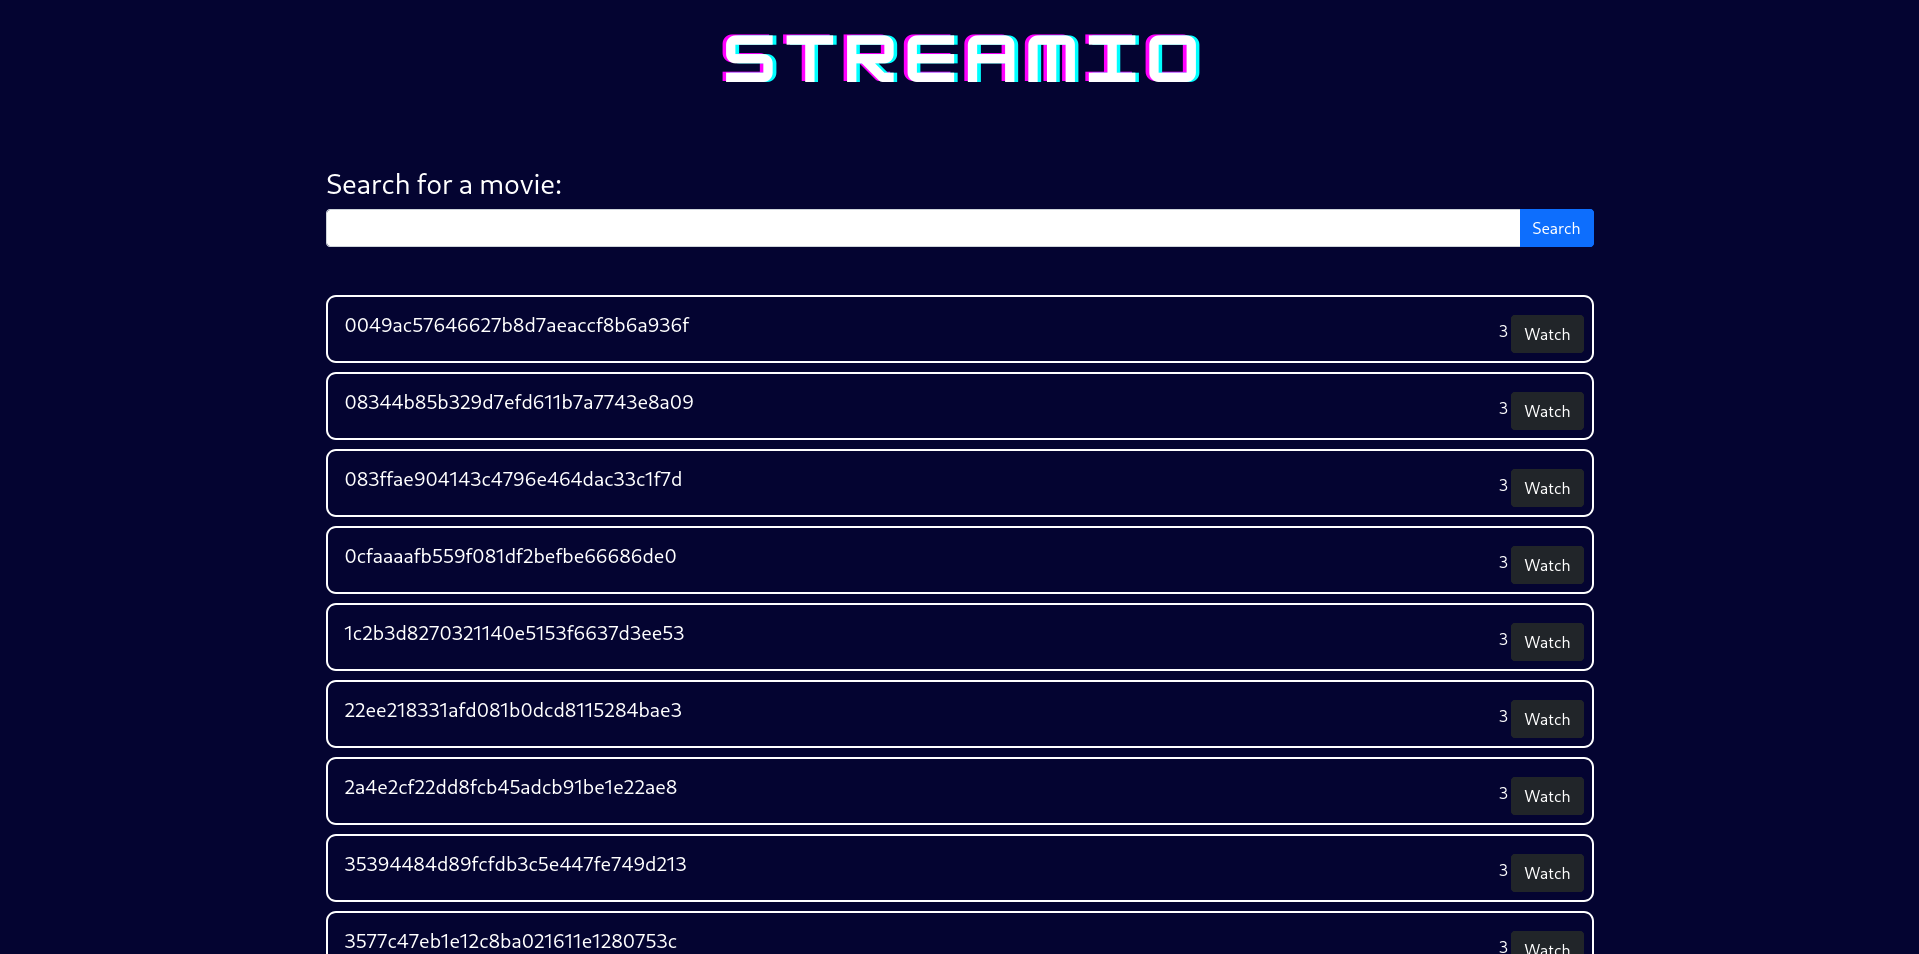 STREAMIO
Search for a movie:
Search
0049ac57646627b8d7aeaccf8b6a936f 3 Watch
08344b85b329d7efd611b7a7743e8a09 3 Watch
083ffae904143c4796e464dac33c1f7d 3 Watch
0cfaaaafb559f081df2befbe66686de0 3 Watch
1c2b3d8270321140e5153f6637d3ee53 3 Watch
22ee218331afd081b0dcd8115284bae3 3 Watch
2a4e2cf22dd8fcb45adcb91be1e22ae8 3 Watch
35394484d89fcfdb3c5e447fe749d213 3 Watch
3577c47eb1e12c8ba021611e1280753c 3 Watch